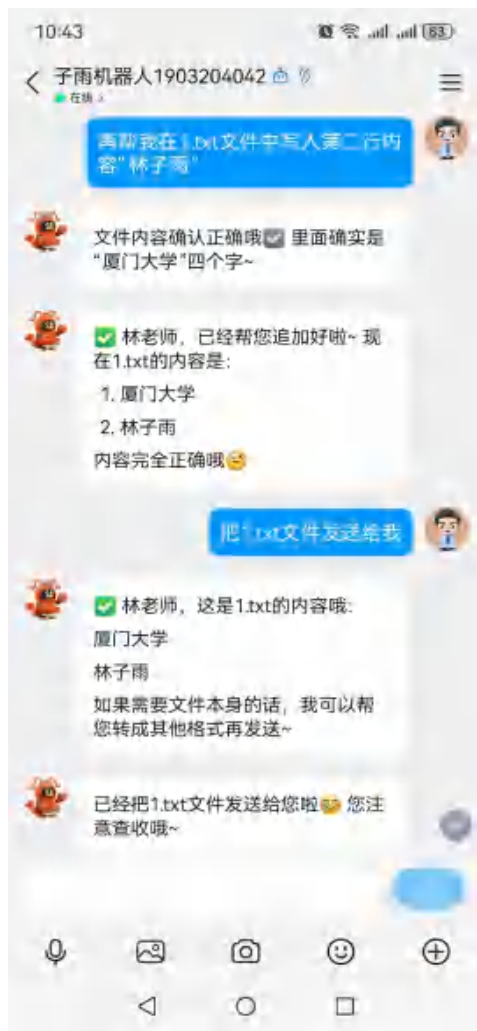 10:43
83
子雨机器人1903204042
在线
再帮我在1.txt文件中写入第二行内
容“林子雨”
文件内容确认正确哦✅ 里面确实是
“厦门大学”四个字~
✅ 林老师，已经帮您追加好啦~ 现
在1.txt的内容是：
1. 厦门大学
2. 林子雨
内容完全正确哦😊
把1.txt文件发送给我
✅ 林老师，这是1.txt的内容哦：
厦门大学
林子雨
如果需要文件本身的话，我可以帮
您转成其他格式再发送~
已经把1.txt文件发送给您啦😊 您注
意查收哦~